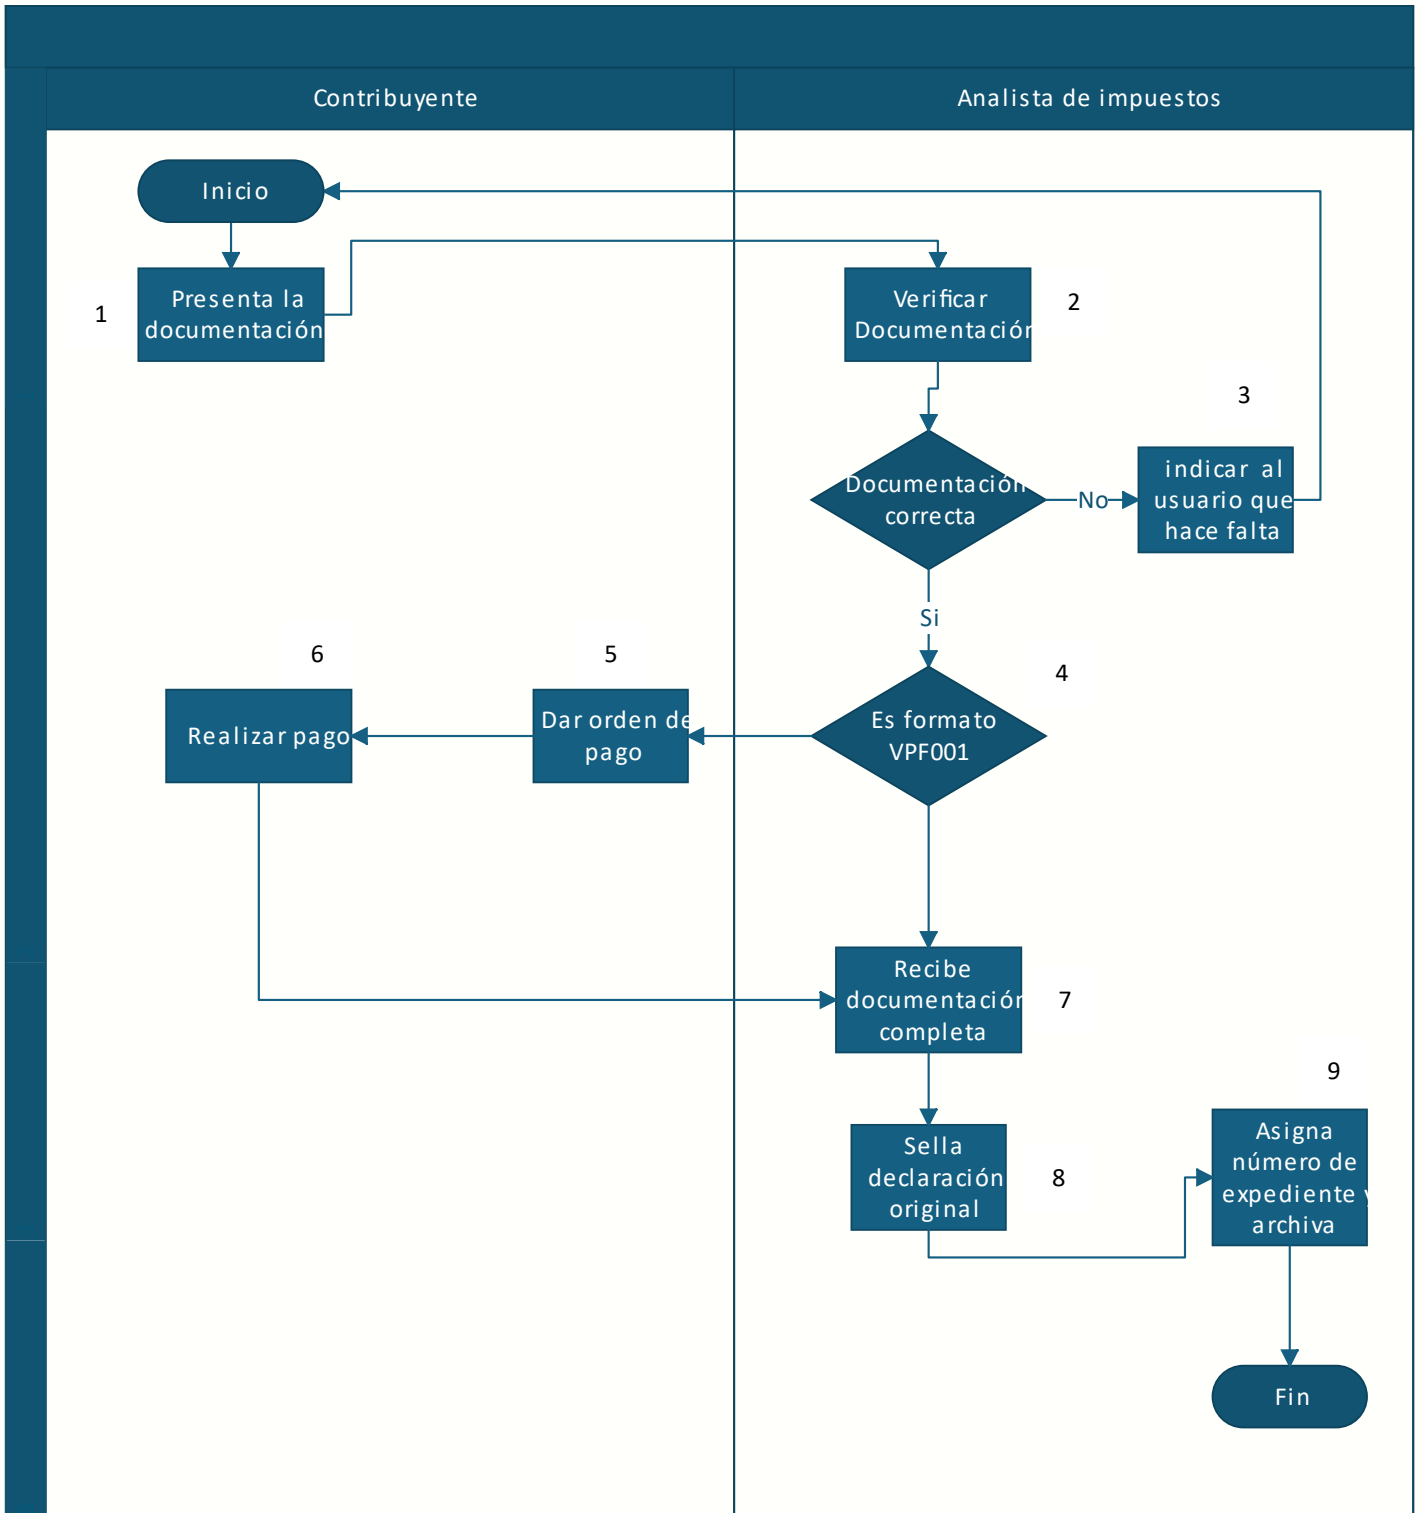 Contribuyente
Analista de impuestos
Inicio
1
Presenta la
documentación
Verificar
Documentación
2
3
Documentación
correcta
No
indicar al
usuario que
hace falta
Si
6
5
4
Realizar pago
Dar orden de
pago
Es formato
VPF001
Recibe
documentación
completa
7
9
Sella
declaración
original
8
Asigna
número de
expediente y
archiva
Fin